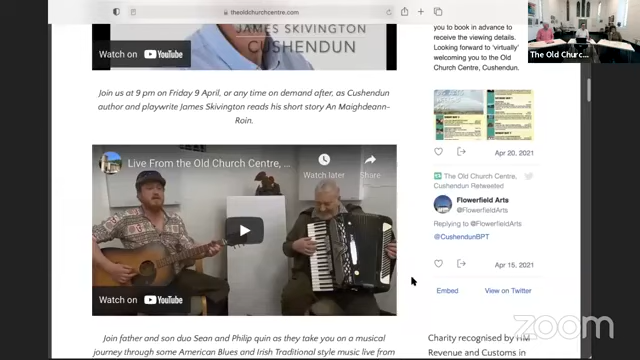 theoldchurchcentre.com
JAMES SKIVINGTON
CUSHENDUN
Watch on YouTube
Join us at 9 pm on Friday 9 April, or any time on demand after, as Cushendun
author and playwrite James Skivington reads his short story An Maighdeann-
Roin.
Live From the Old Church Centre, ...
Watch later
Share
Watch on YouTube
Join father and son duo Sean and Philip quin as they take you on a musical
journey through some American Blues and Irish Traditional style music live from
you to book in advance to
receive the viewing details.
Looking forward to 'virtually'
welcoming you to the Old
Church Centre, Cushendun.
Apr 20, 2021
The Old Church Centre,
Cushendun Retweeted
Flowerfield Arts
@FlowerfieldArts
Replying to @FlowerfieldArts
@CushendunBPT
Apr 15, 2021
Embed
View on Twitter
Charity recognised by HM
Revenue and Customs in
The Old Churc...
zoom